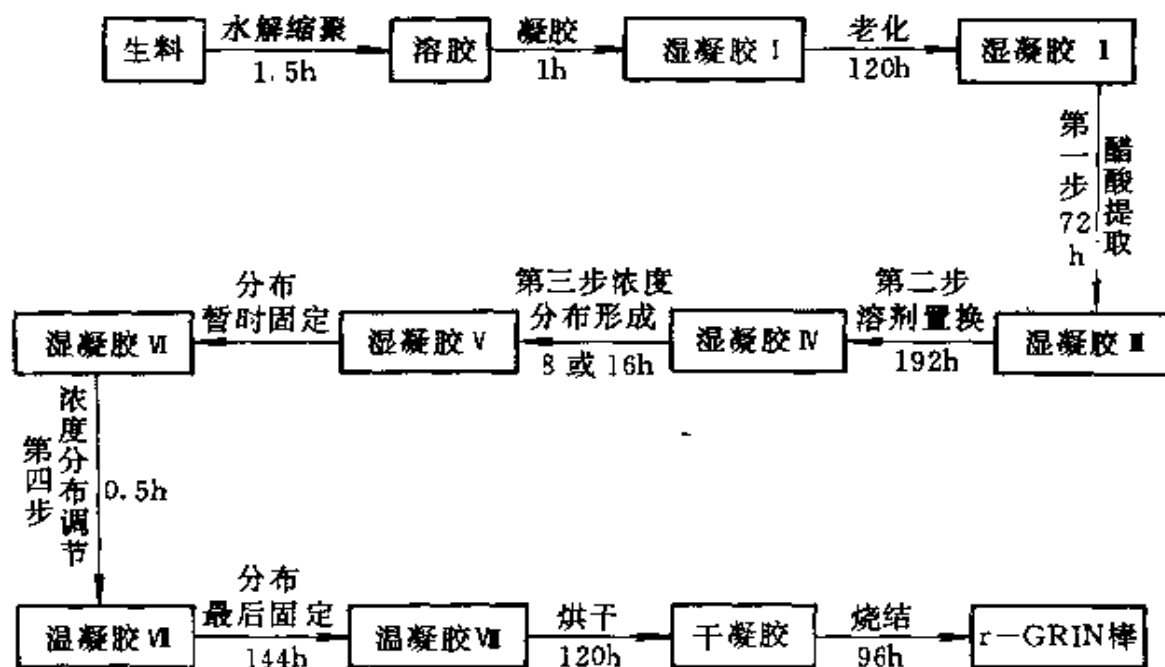 生料
水解缩聚
1.5h
溶胶
凝胶
1h
湿凝胶 Ⅰ
老化
120h
湿凝胶 Ⅰ
第一步
72
h
醋酸提取
湿凝胶 Ⅲ
第二步
溶剂置换
192h
湿凝胶 Ⅳ
第三步浓度
分布形成
8 或 16h
湿凝胶 Ⅴ
分布
暂时固定
湿凝胶 Ⅵ
第四步
浓度分布调节
0.5h
温凝胶 Ⅶ
分布
最后固定
144h
温凝胶 Ⅷ
烘干
120h
干凝胶
烧结
96h
r-GRIN棒